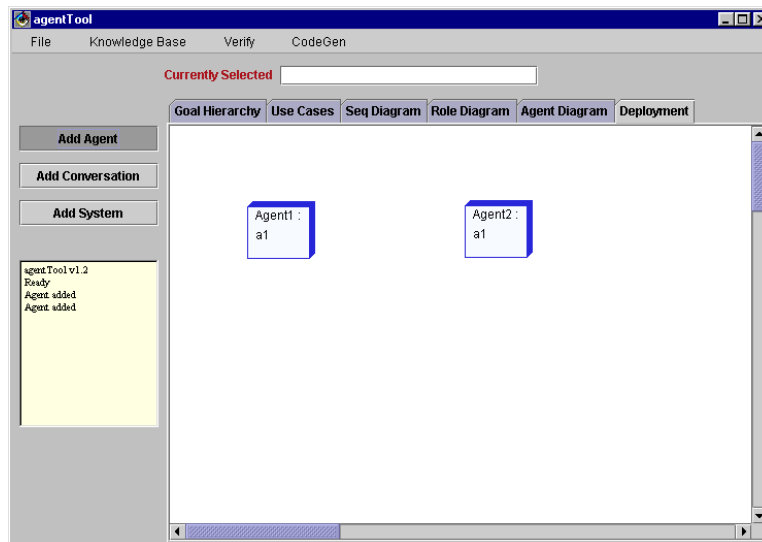 agentTool
File Knowledge Base Verify CodeGen
Currently Selected
Goal Hierarchy Use Cases Seq Diagram Role Diagram Agent Diagram Deployment
Add Agent
Add Conversation
Add System
agentTool v1.2
Ready
Agent added
Agent added
Agent1 :
a1
Agent2 :
a1